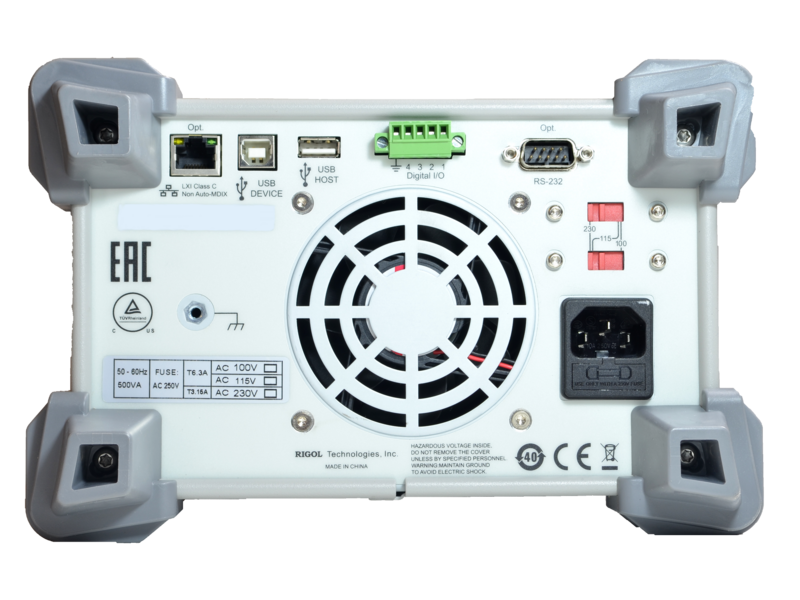 Opt.
LXI Class C
Non Auto-MDIX
USB
DEVICE
USB
HOST
4 3 2 1
Digital I/O
Opt.
RS-232
230
115
100
EAC
TÜVRheinland
C US
50 - 60Hz
500VA
FUSE:
AC 250V
T6.3A
T3.15A
AC 100V
AC 115V
AC 230V
RIGOL Technologies, Inc.
MADE IN CHINA
HAZARDOUS VOLTAGE INSIDE.
DO NOT REMOVE THE COVER
UNLESS BY SPECIFIED PERSONNEL.
WARNING MAINTAIN GROUND
TO AVOID ELECTRIC SHOCK.
40
CE